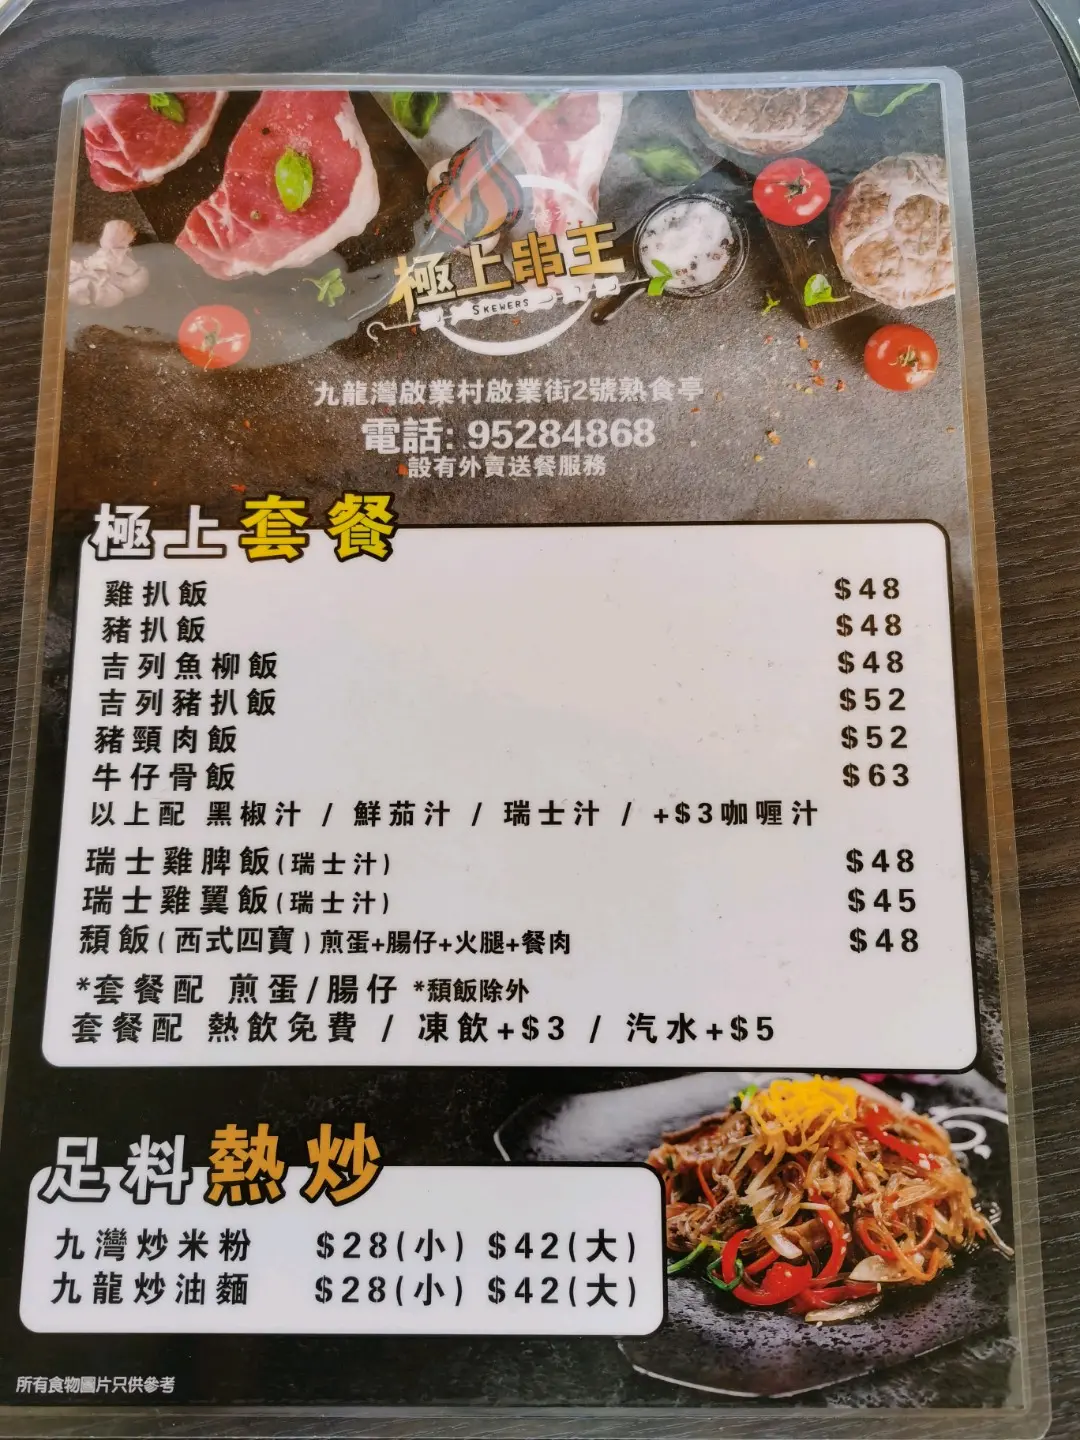 極上串王
SKEWERS
九龍灣啟業村啟業街2號熟食亭
電話: 95284868
設有外賣送餐服務
極上套餐
雞扒飯 $48
豬扒飯 $48
吉列魚柳飯 $48
吉列豬扒飯 $52
豬頸肉飯 $52
牛仔骨飯 $63
以上配 黑椒汁 / 鮮茄汁 / 瑞士汁 / +$3咖喱汁
瑞士雞脾飯(瑞士汁) $48
瑞士雞翼飯(瑞士汁) $45
頹飯(西式四寶)煎蛋+腸仔+火腿+餐肉 $48
*套餐配 煎蛋/腸仔 *頹飯除外
套餐配 熱飲免費 / 凍飲+$3 / 汽水+$5
足料熱炒
九灣炒米粉 $28(小) $42(大)
九龍炒油麵 $28(小) $42(大)
所有食物圖片只供參考